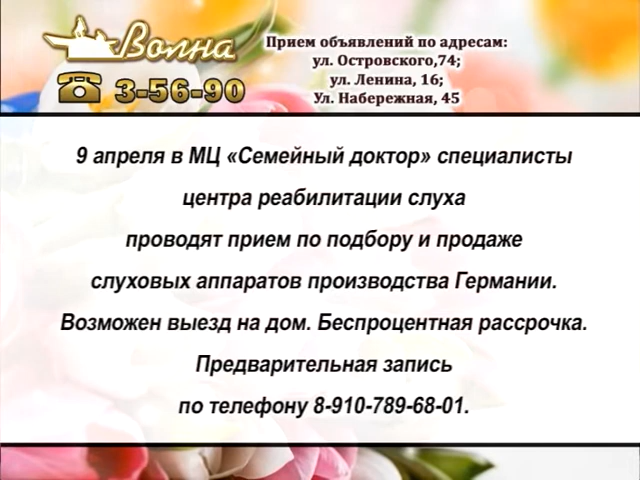 Волна
3-56-90
Прием объявлений по адресам:
ул. Островского,74;
ул. Ленина, 16;
Ул. Набережная, 45
9 апреля в МЦ «Семейный доктор» специалисты
центра реабилитации слуха
проводят прием по подбору и продаже
слуховых аппаратов производства Германии.
Возможен выезд на дом. Беспроцентная рассрочка.
Предварительная запись
по телефону 8-910-789-68-01.